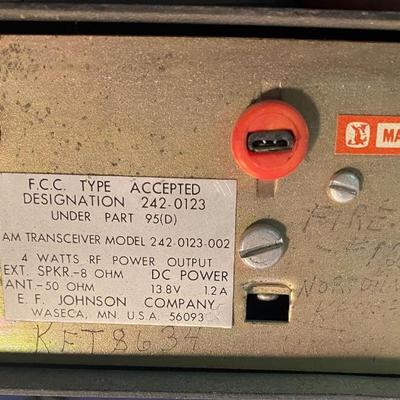 F.C.C. TYPE ACCEPTED
DESIGNATION 242-0123
UNDER PART 95(D)
AM TRANSCEIVER MODEL 242-0123-002
4 WATTS RF POWER OUTPUT
EXT. SPKR.-8 OHM DC POWER
ANT.-50 OHM 13.8V 1.2A
E. F. JOHNSON COMPANY
WASECA, MN. U.S.A. 56093
KFT8634
MA